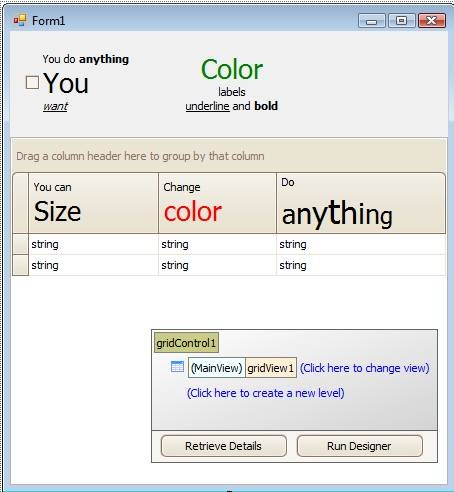 Form1
You do anything
You
want
Color
labels
underline and bold
Drag a column header here to group by that column
You can Change Do
Size color anything
string string string
string string string
gridControl1
(MainView) gridView1 (Click here to change view)
(Click here to create a new level)
Retrieve Details Run Designer